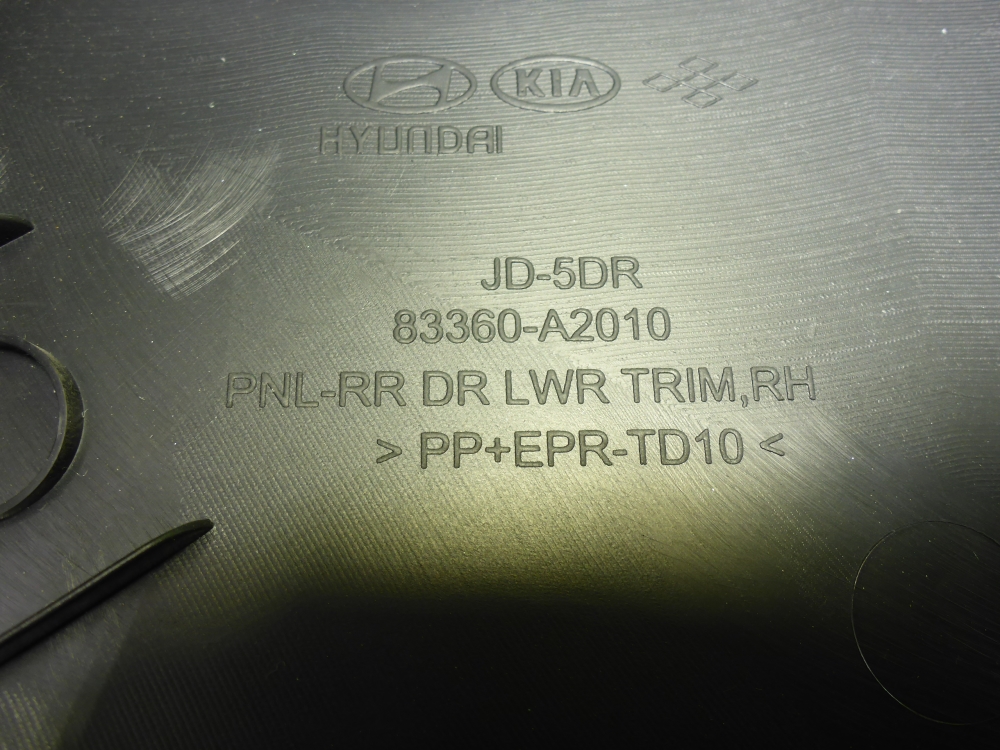 KIA
HYUNDAI
JD-5DR
83360-A2010
PNL-RR DR LWR TRIM,RH
> PP+EPR-TD10 <